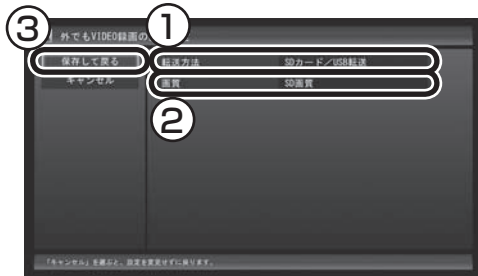 ③
①
外でもVIDEO録画の
保存して戻る
転送方法 SDカード／USB転送
キャンセル
画質 SD画質
②
「キャンセル」を選ぶと、設定を変更せずに戻ります。